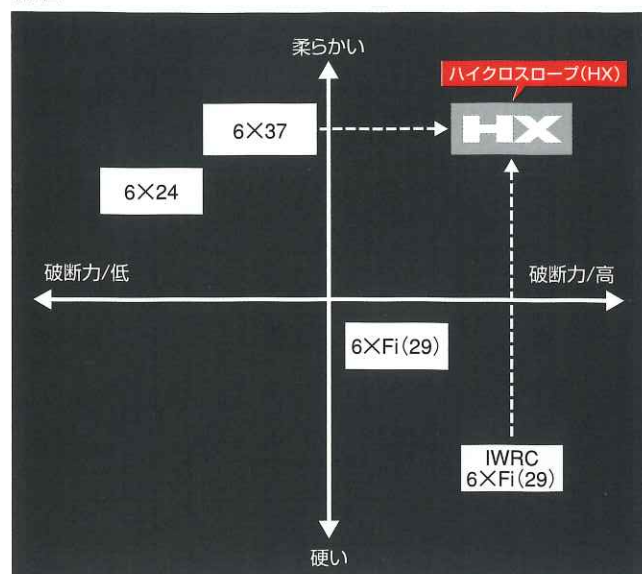 柔らかい
ハイクロスロープ(HX)
6×37
HX
6×24
破断力/低
破断力/高
6×Fi(29)
IWRC
6×Fi(29)
硬い